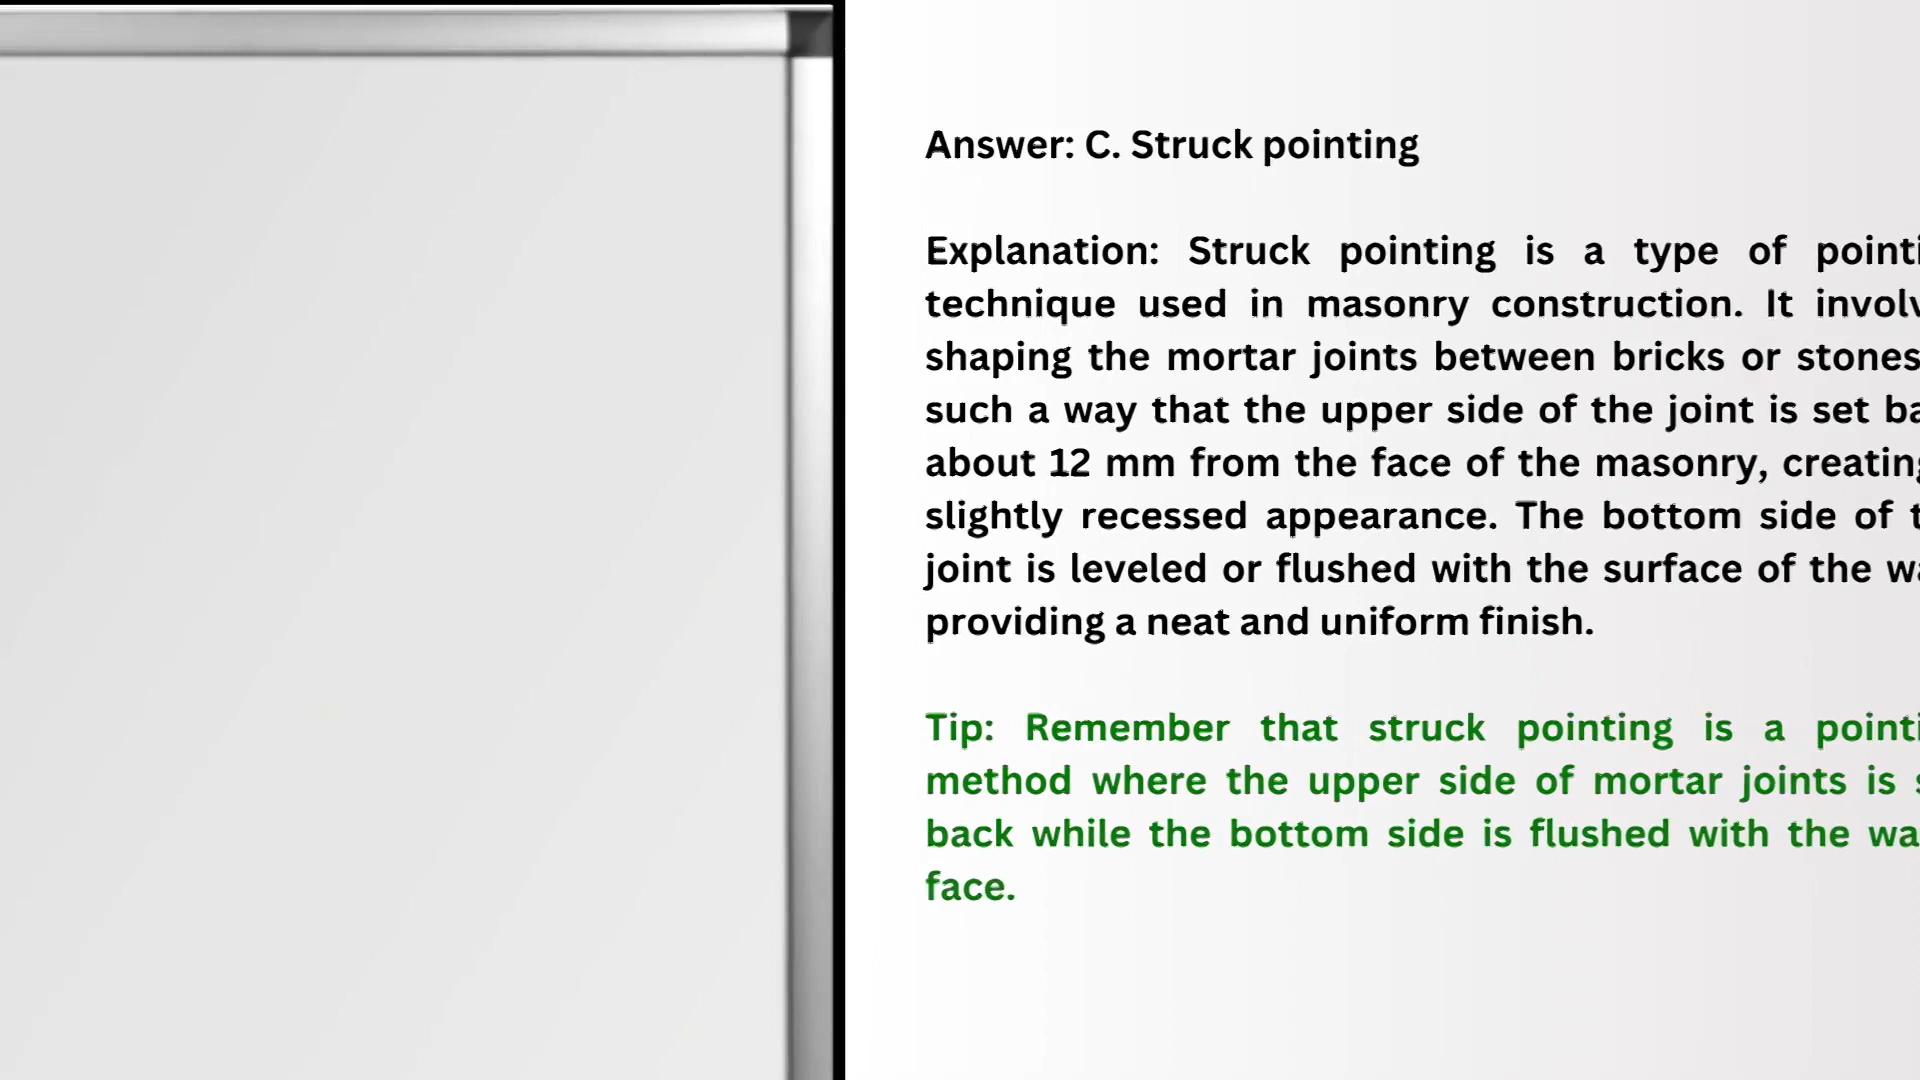 Answer: C. Struck pointing
Explanation: Struck pointing is a type of
technique used in masonry construction. It
shaping the mortar joints between bricks or stones
such a way that the upper side of the joint is set
about 12 mm from the face of the masonry,
slightly recessed appearance. The bottom side of
joint is leveled or flushed with the surface of the
providing a neat and uniform finish.
Tip: Remember that struck pointing is a
method where the upper side of mortar joints is
back while the bottom side is flushed with the
face.